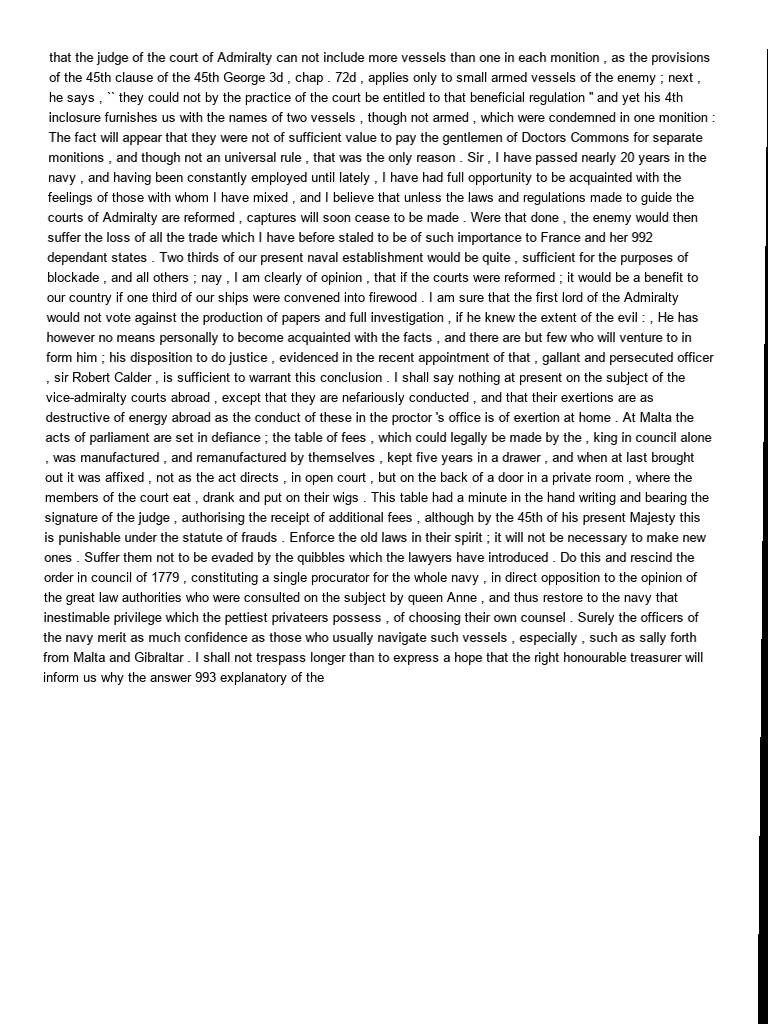 that the judge of the court of Admiralty can not include more vessels than one in each monition , as the provisions
of the 45th clause of the 45th George 3d , chap . 72d , applies only to small armed vessels of the enemy ; next ,
he says , `` they could not by the practice of the court be entitled to that beneficial regulation '' and yet his 4th
inclosure furnishes us with the names of two vessels , though not armed , which were condemned in one monition :
The fact will appear that they were not of sufficient value to pay the gentlemen of Doctors Commons for separate
monitions , and though not an universal rule , that was the only reason . Sir , I have passed nearly 20 years in the
navy , and having been constantly employed until lately , I have had full opportunity to be acquainted with the
feelings of those with whom I have mixed , and I believe that unless the laws and regulations made to guide the
courts of Admiralty are reformed , captures will soon cease to be made . Were that done , the enemy would then
suffer the loss of all the trade which I have before staled to be of such importance to France and her 992
dependant states . Two thirds of our present naval establishment would be quite , sufficient for the purposes of
blockade , and all others ; nay , I am clearly of opinion , that if the courts were reformed ; it would be a benefit to
our country if one third of our ships were convened into firewood . I am sure that the first lord of the Admiralty
would not vote against the production of papers and full investigation , if he knew the extent of the evil : , He has
however no means personally to become acquainted with the facts , and there are but few who will venture to in
form him ; his disposition to do justice , evidenced in the recent appointment of that , gallant and persecuted officer
, sir Robert Calder , is sufficient to warrant this conclusion . I shall say nothing at present on the subject of the
vice-admiralty courts abroad , except that they are nefariously conducted , and that their exertions are as
destructive of energy abroad as the conduct of these in the proctor 's office is of exertion at home . At Malta the
acts of parliament are set in defiance ; the table of fees , which could legally be made by the , king in council alone
, was manufactured , and remanufactured by themselves , kept five years in a drawer , and when at last brought
out it was affixed , not as the act directs , in open court , but on the back of a door in a private room , where the
members of the court eat , drank and put on their wigs . This table had a minute in the hand writing and bearing the
signature of the judge , authorising the receipt of additional fees , although by the 45th of his present Majesty this
is punishable under the statute of frauds . Enforce the old laws in their spirit ; it will not be necessary to make new
ones . Suffer them not to be evaded by the quibbles which the lawyers have introduced . Do this and rescind the
order in council of 1779 , constituting a single procurator for the whole navy , in direct opposition to the opinion of
the great law authorities who were consulted on the subject by queen Anne , and thus restore to the navy that
inestimable privilege which the pettiest privateers possess , of choosing their own counsel . Surely the officers of
the navy merit as much confidence as those who usually navigate such vessels , especially , such as sally forth
from Malta and Gibraltar . I shall not trespass longer than to express a hope that the right honourable treasurer will
inform us why the answer 993 explanatory of the